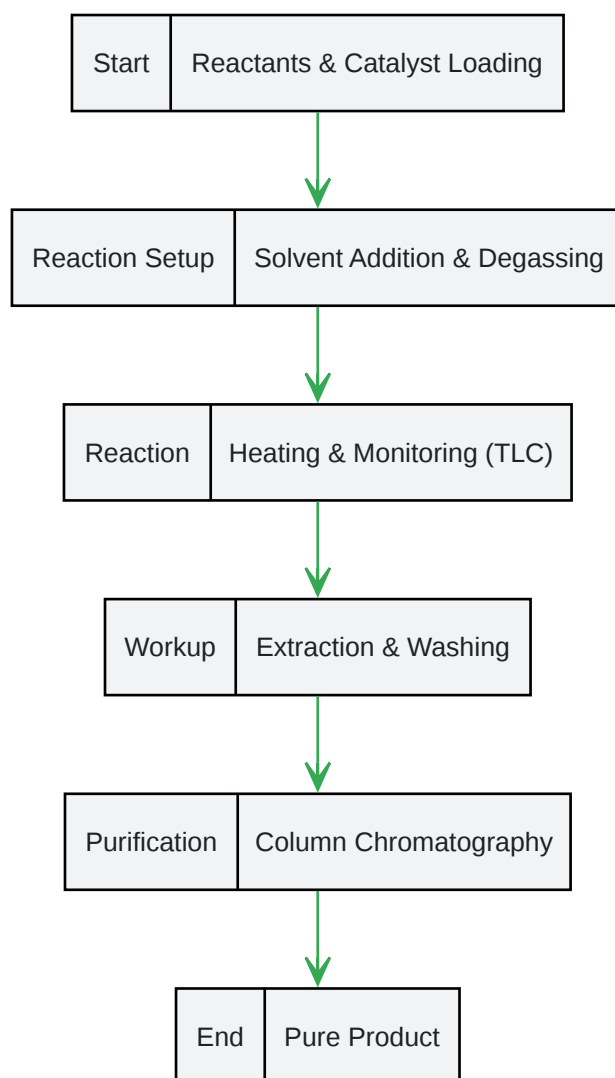 Start Reactants & Catalyst Loading
Reaction Setup Solvent Addition & Degassing
Reaction Heating & Monitoring (TLC)
Workup Extraction & Washing
Purification Column Chromatography
End Pure Product